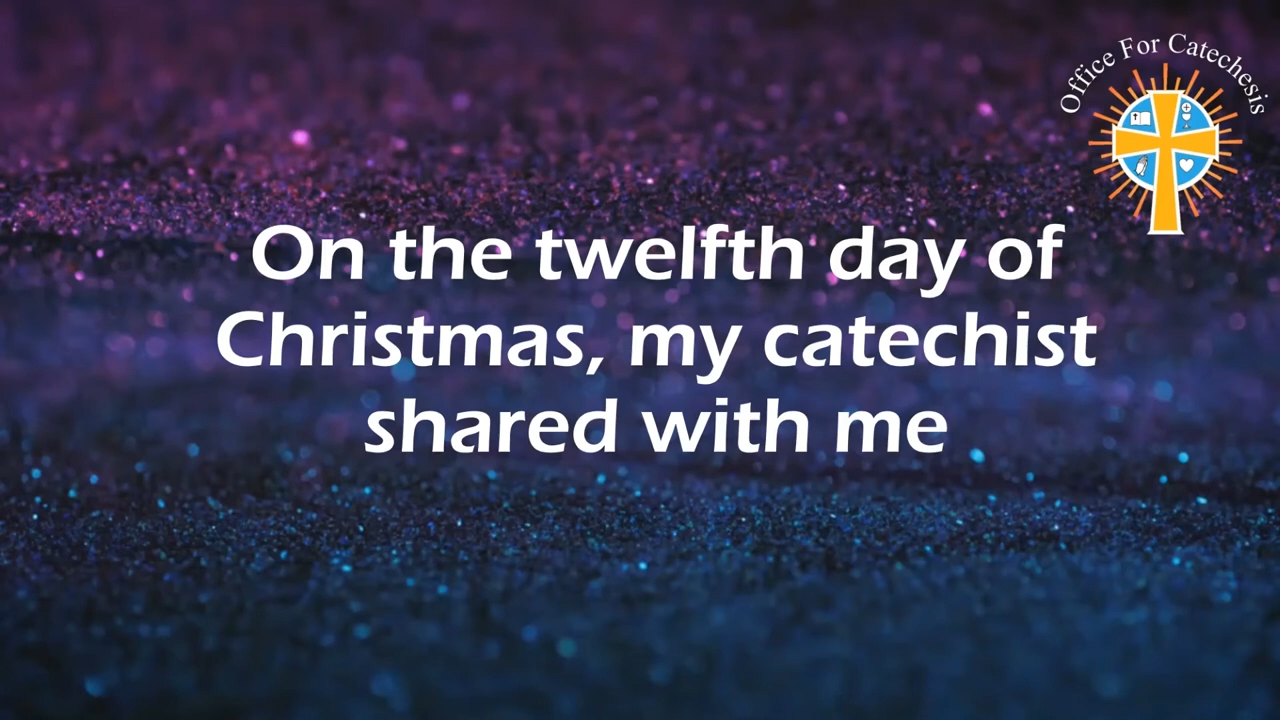 Office For Catechesis
On the twelfth day of
Christmas, my catechist
shared with me